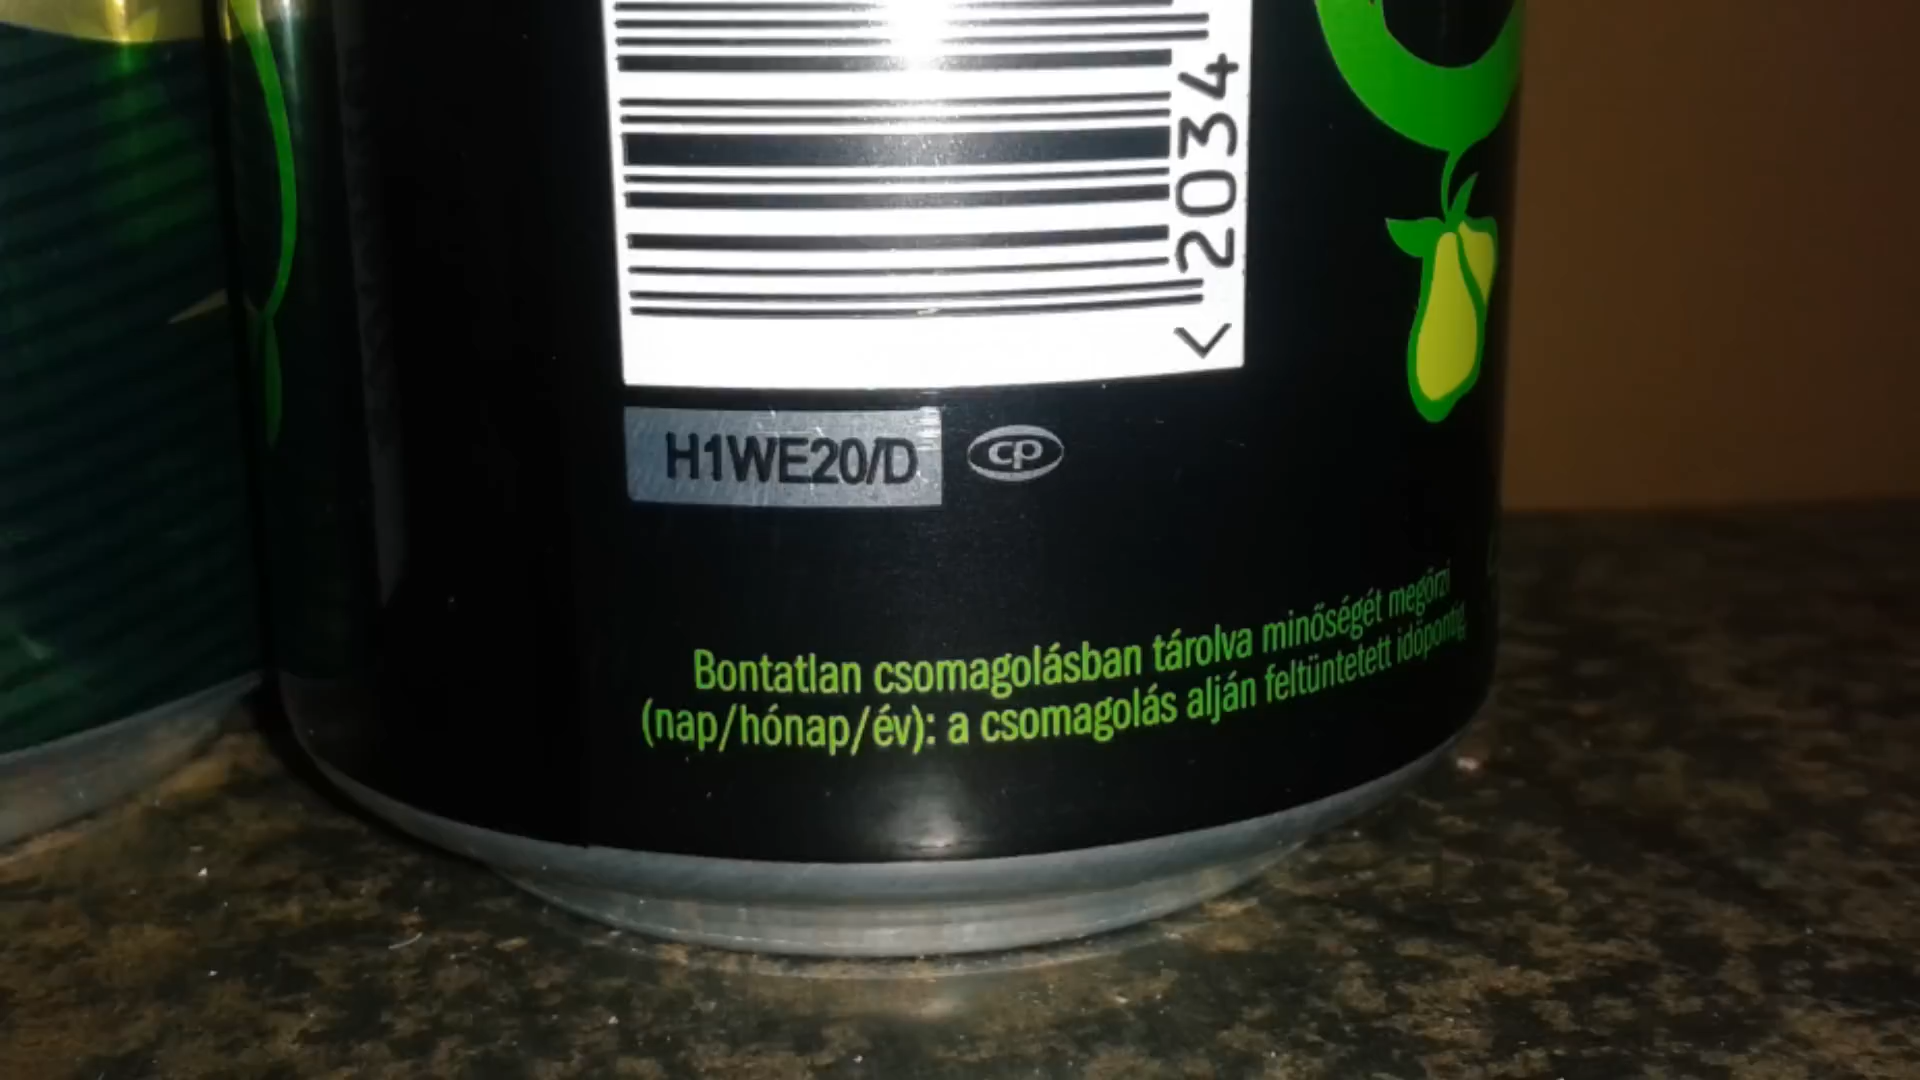 2034 >
H1WE20/D
CP
Bontatlan csomagolásban tárolva minőségét megőrzi
(nap/hónap/év): a csomagolás alján feltüntetett időpontig.